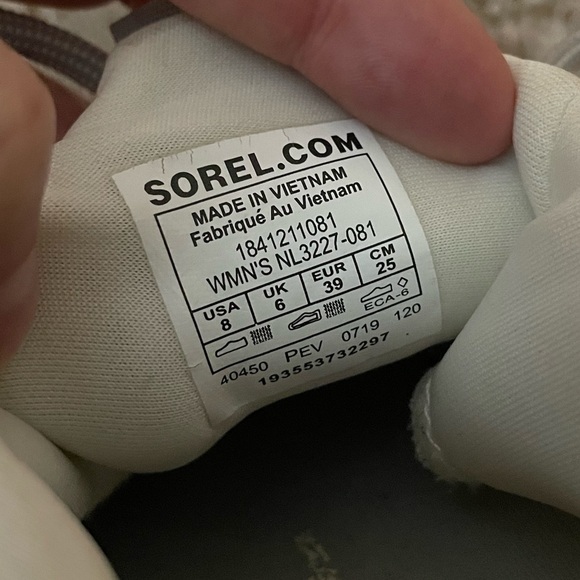 SOREL.COM
MADE IN VIETNAM
Fabriqué Au Vietnam
1841211081
WMN'S NL3227-081
USA UK EUR CM
8 6 39 25
ECA-6
40450 PEV 0719 120
193553732297